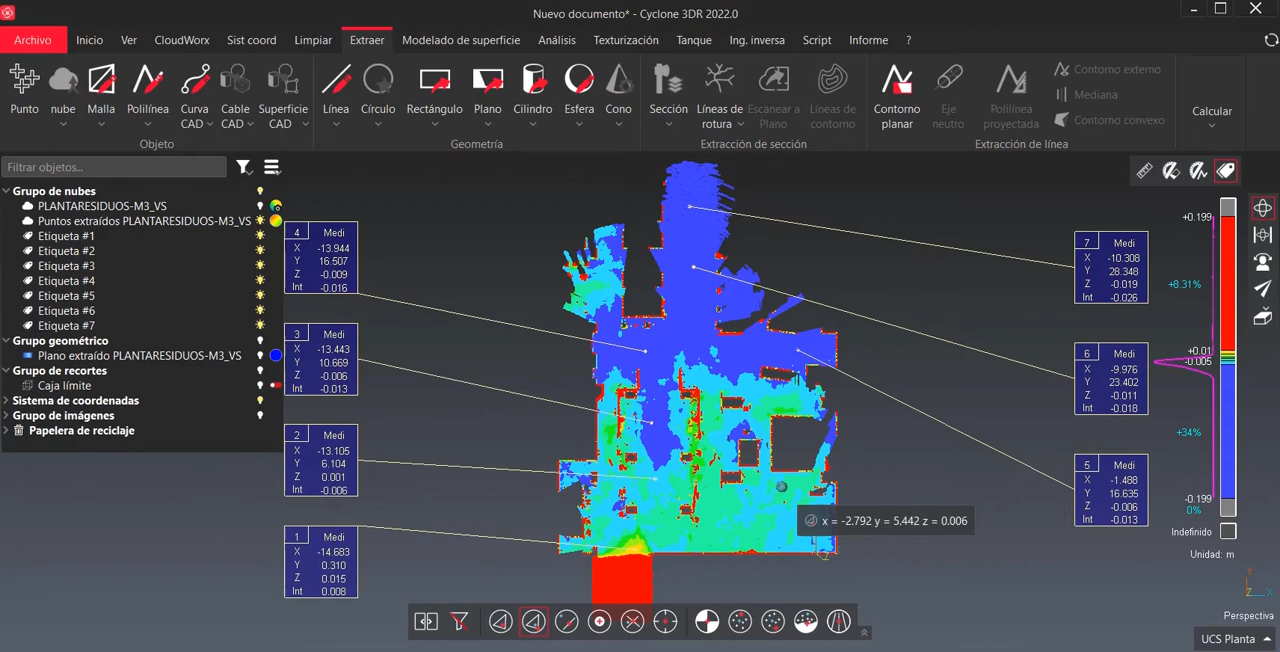 Nuevo documento* - Cyclone 3DR 2022.0
Archivo Inicio Ver CloudWorx Sist coord Limpiar Extraer Modelado de superficie Análisis Texturización Tanque Ing. inversa Script Informe ?
Punto nube Malla Polilínea Curva CAD Cable CAD Superficie CAD
Objeto
Línea Círculo Rectángulo Plano Cilindro Esfera Cono
Geometría
Sección Líneas de rotura Escanear a Plano Líneas de contorno
Extracción de sección
Contorno planar Eje neutro Polilínea proyectada
Contorno externo
Mediana
Contorno convexo
Extracción de línea
Calcular
Filtrar objetos...
Grupo de nubes
PLANTARESIDUOS-M3_VS
Puntos extraídos PLANTARESIDUOS-M3_VS
Etiqueta #1
Etiqueta #2
Etiqueta #3
Etiqueta #4
Etiqueta #5
Etiqueta #6
Etiqueta #7
Grupo geométrico
Plano extraído PLANTARESIDUOS-M3_VS
Grupo de recortes
Caja límite
Sistema de coordenadas
Grupo de imágenes
Papelera de reciclaje
4 Medi
X -13.944
Y 16.507
Z -0.009
Int -0.016
3 Medi
X -13.443
Y 10.669
Z -0.006
Int -0.013
2 Medi
X -13.105
Y 6.104
Z 0.001
Int -0.006
1 Medi
X -14.683
Y 0.310
Z 0.015
Int 0.008
7 Medi
X -10.308
Y 28.348
Z -0.019
Int -0.026
6 Medi
X -9.976
Y 23.402
Z -0.011
Int -0.018
5 Medi
X -1.488
Y 16.635
Z -0.006
Int -0.013
x = -2.792 y = 5.442 z = 0.006
+0.199
+8.31%
+0.01
-0.005
+34%
-0.199
0%
Indefinido
Unidad: m
Y
Z X
Perspectiva
UCS Planta